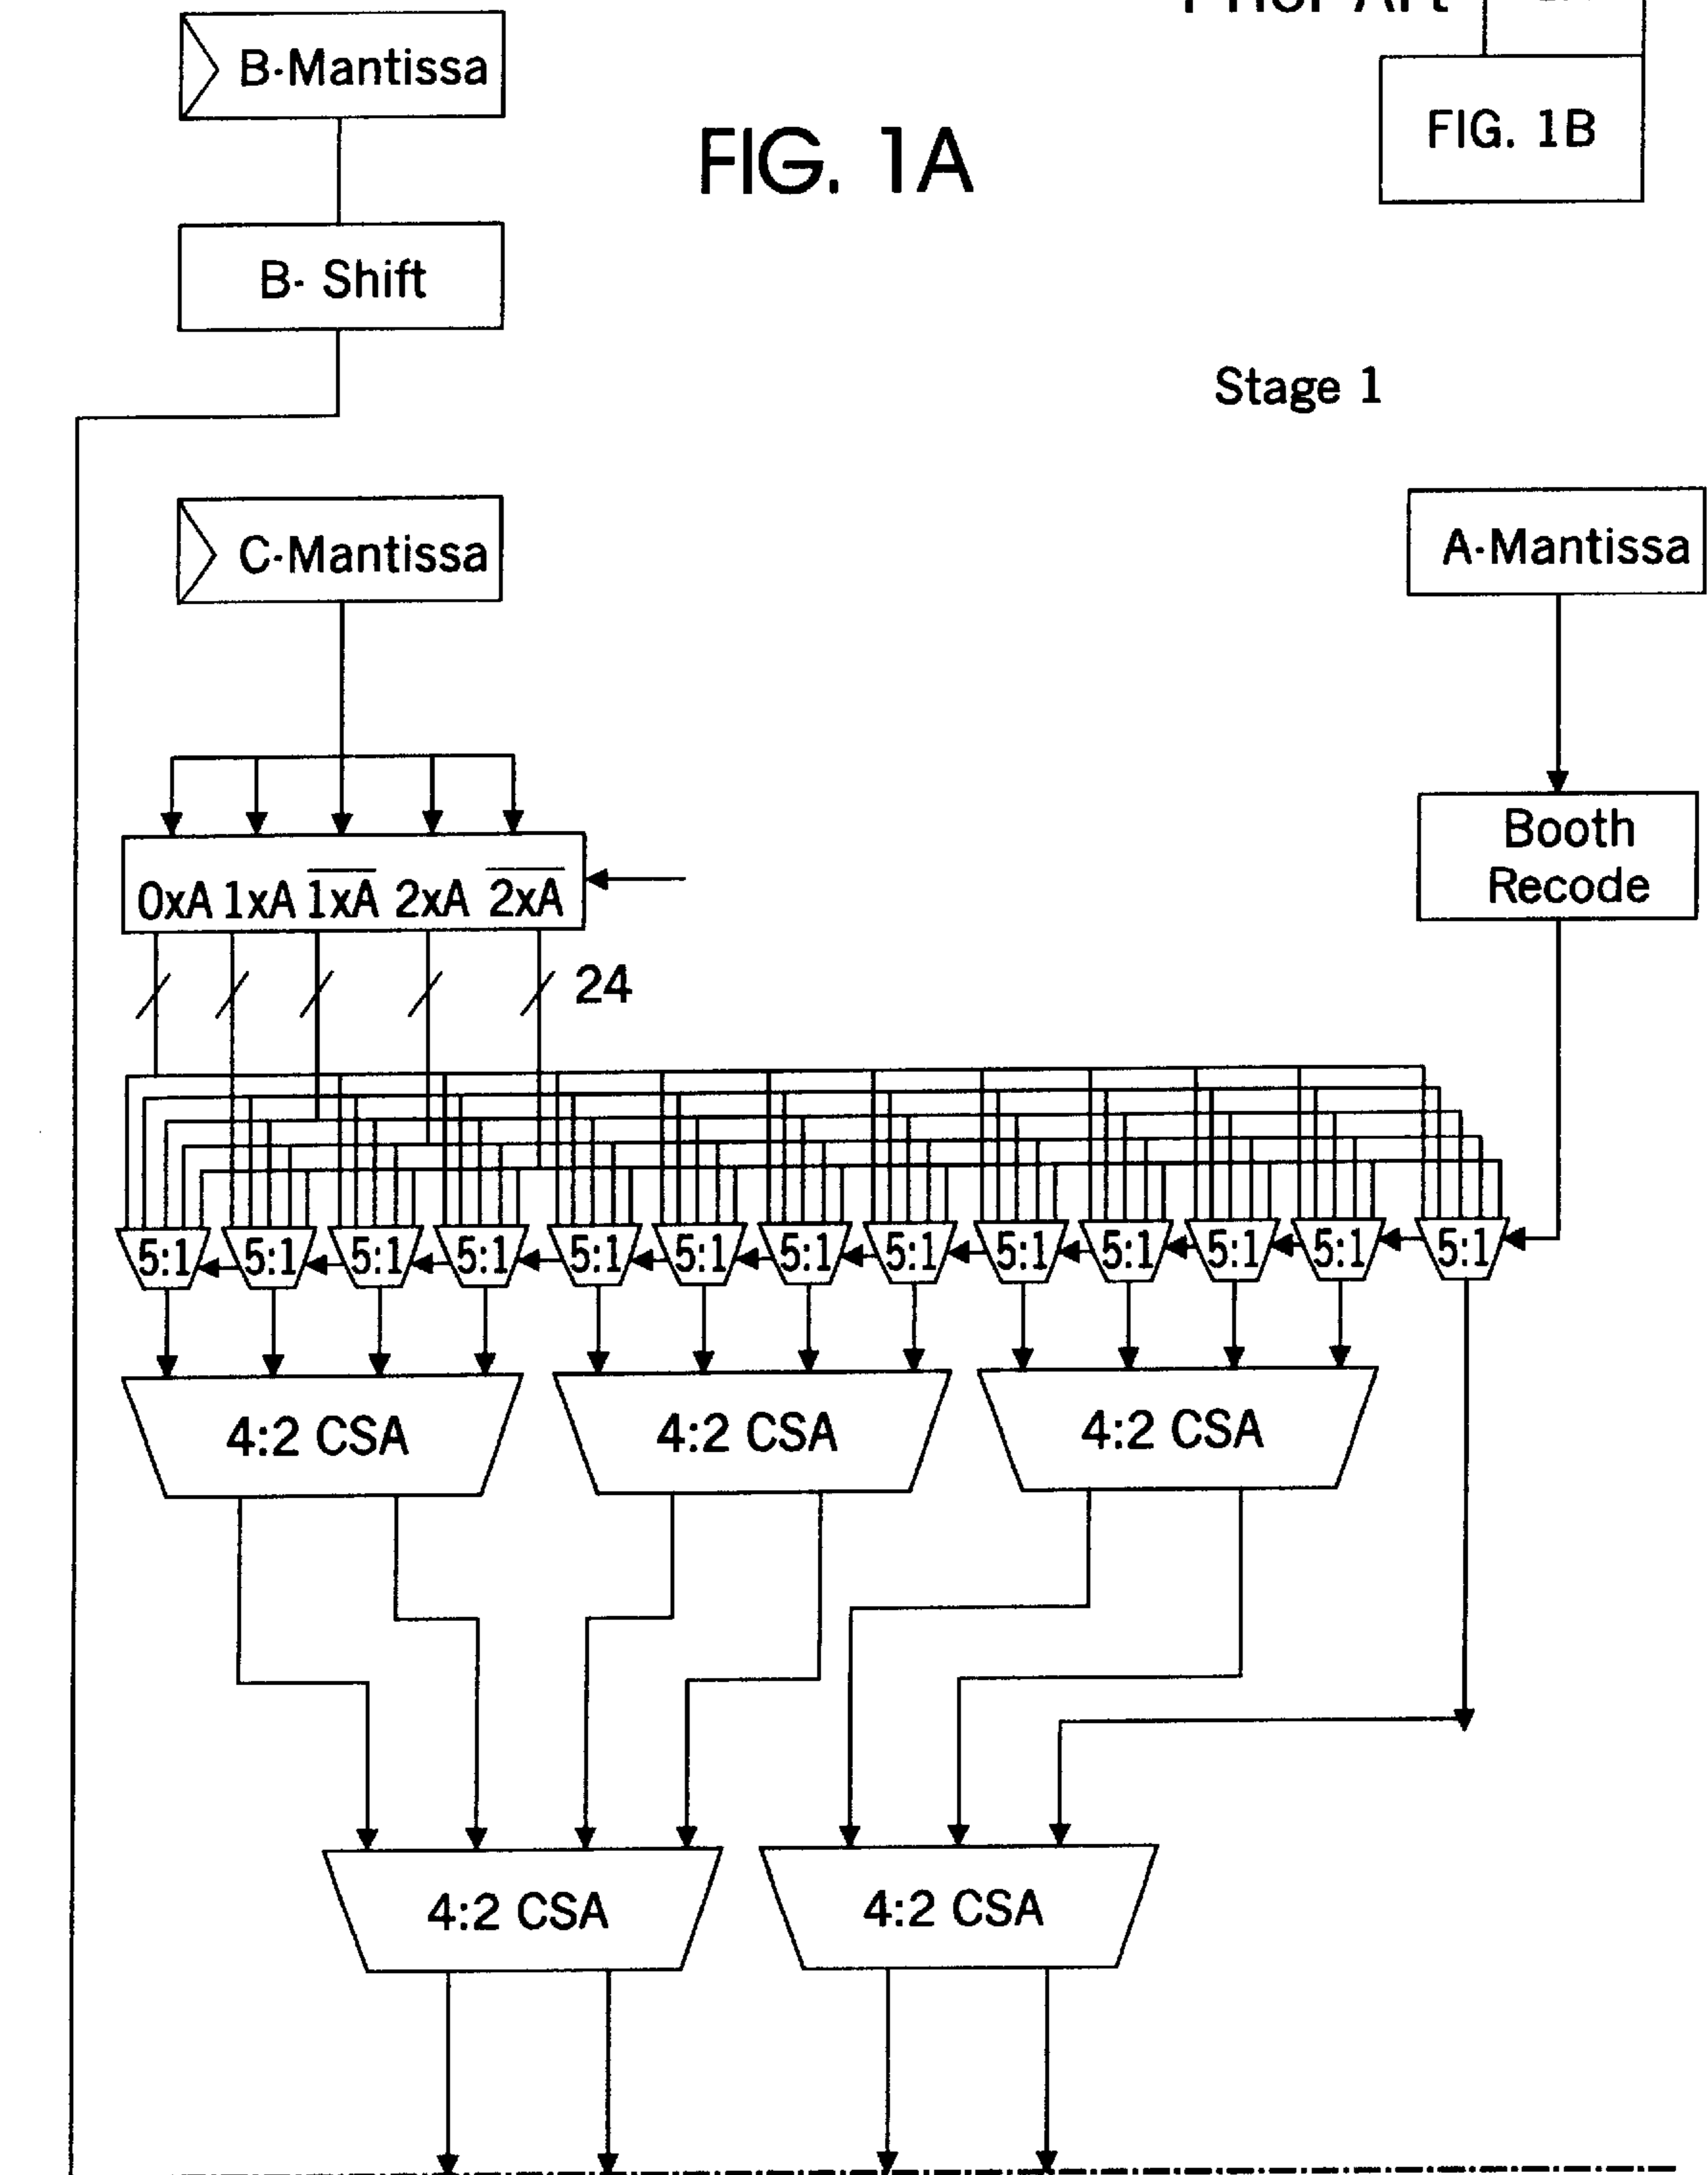 Prior Art
B-Mantissa
FIG. 1A
FIG. 1B
B- Shift
Stage 1
C-Mantissa
A-Mantissa
Booth
Recode
0xA 1xA 1xA 2xA 2xA
24
5:1 5:1 5:1 5:1 5:1 5:1 5:1 5:1 5:1 5:1 5:1 5:1 5:1
4:2 CSA 4:2 CSA 4:2 CSA
4:2 CSA 4:2 CSA